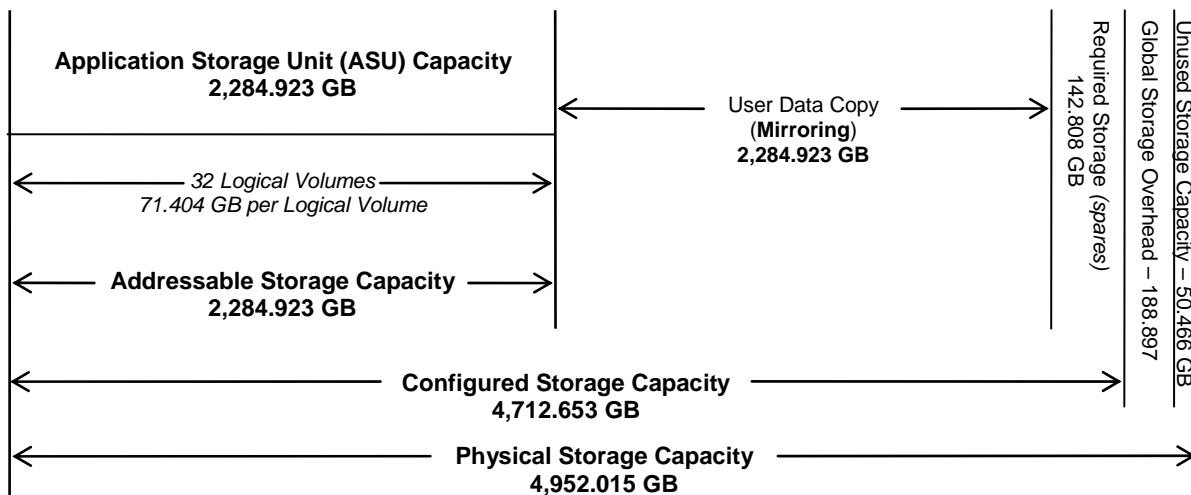 Application Storage Unit (ASU) Capacity
2,284.923 GB
User Data Copy
(Mirroring)
2,284.923 GB
Required Storage (spares)
142.808 GB
Global Storage Overhead – 188.897
Unused Storage Capacity – 50.466 GB
32 Logical Volumes
71.404 GB per Logical Volume
Addressable Storage Capacity
2,284.923 GB
Configured Storage Capacity
4,712.653 GB
Physical Storage Capacity
4,952.015 GB